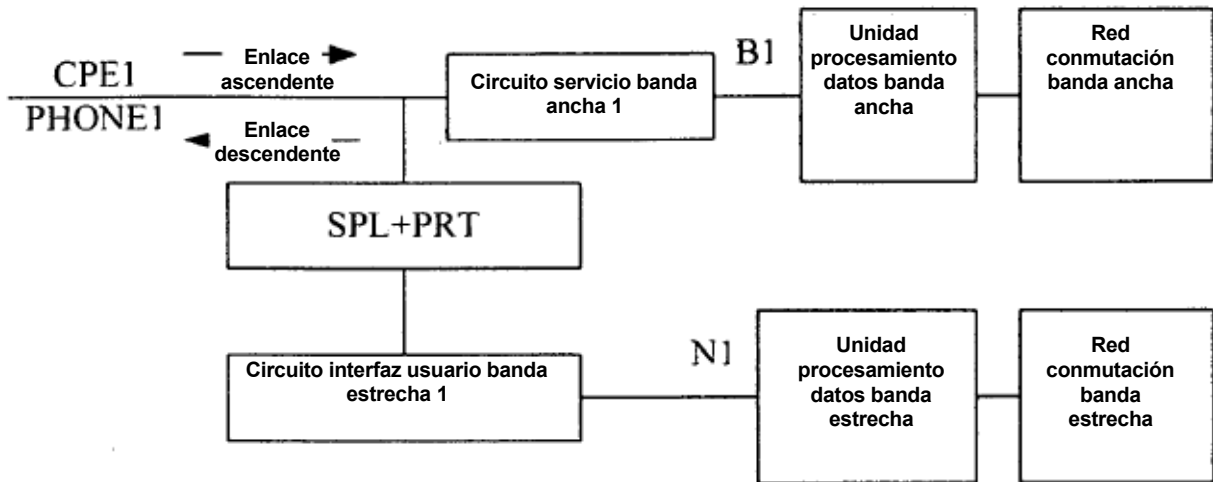 CPE1
PHONE1
Enlace
ascendente
Enlace
descendente
Circuito servicio banda
ancha 1
B1
Unidad
procesamiento
datos banda
ancha
Red
conmutación
banda ancha
SPL+PRT
Circuito interfaz usuario banda
estrecha 1
N1
Unidad
procesamiento
datos banda
estrecha
Red
conmutación
banda
estrecha